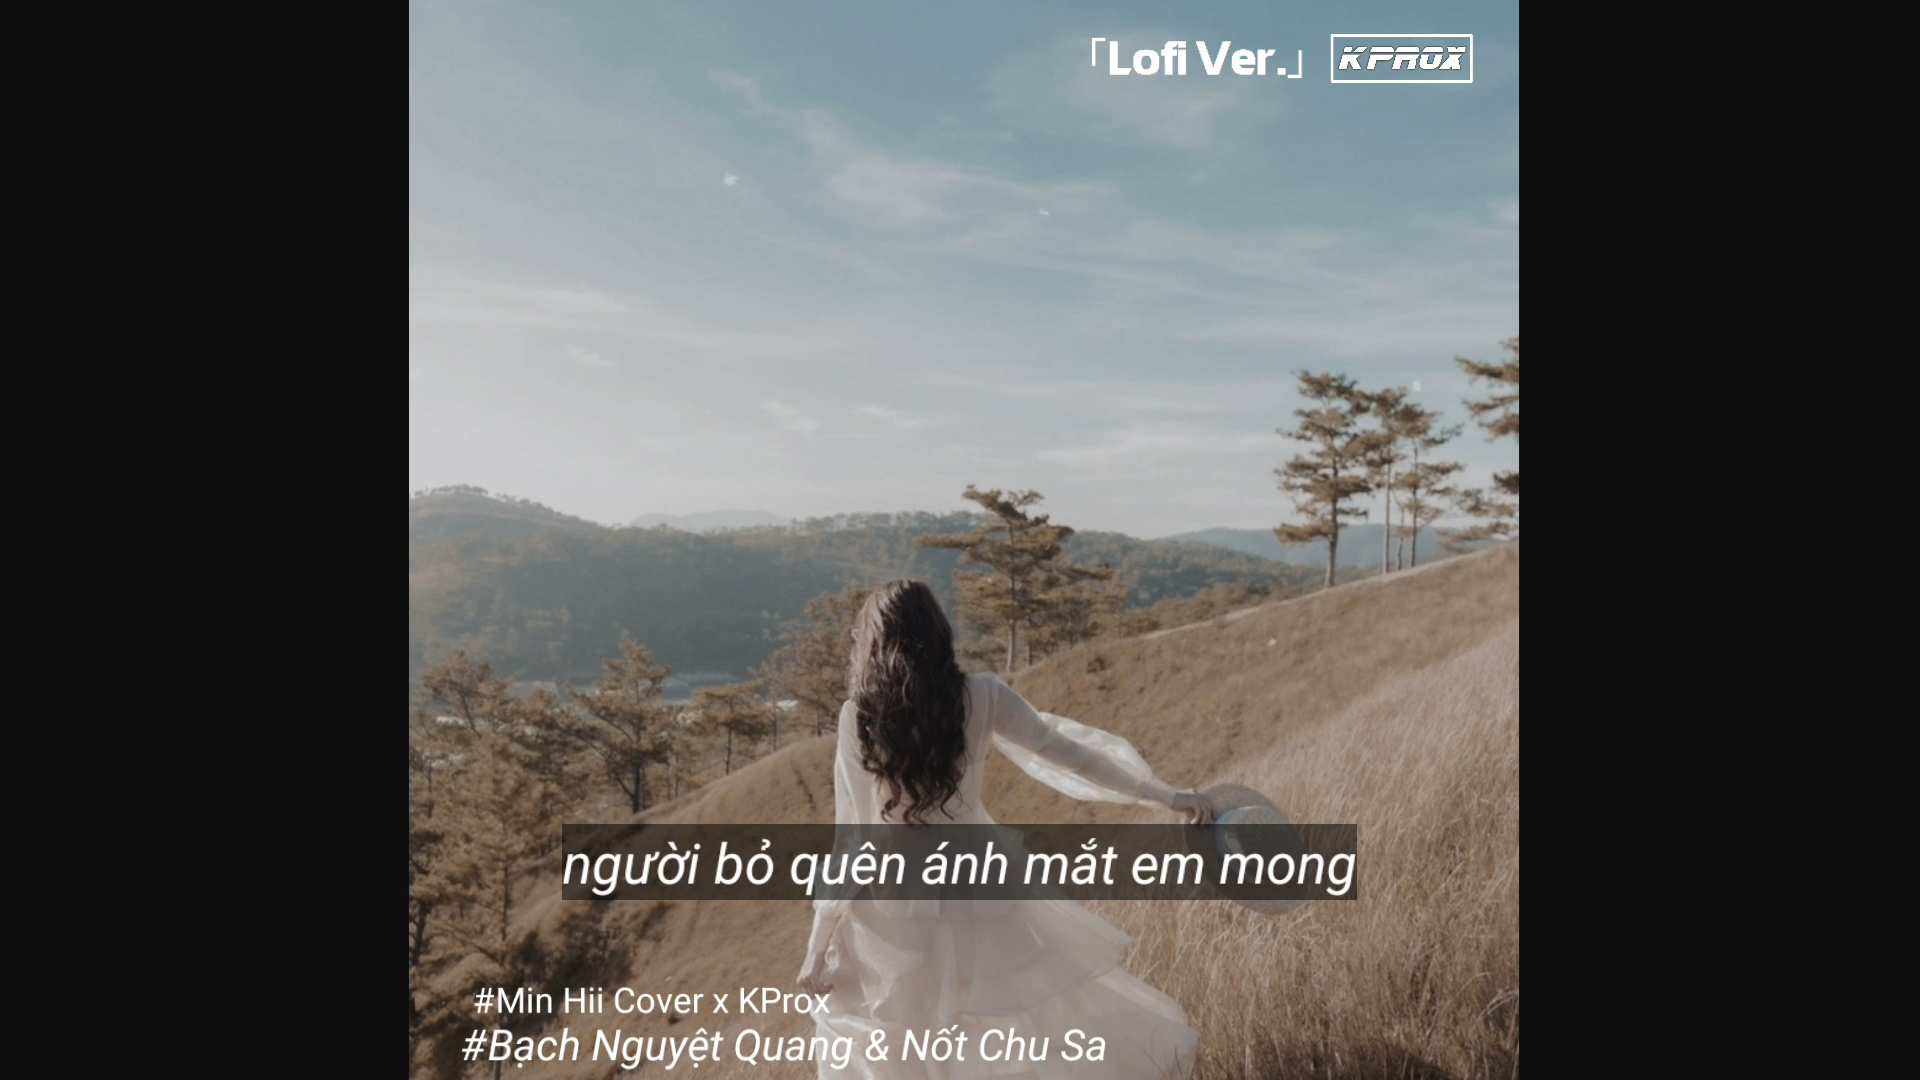 「Lofi Ver.」 KPROX
người bỏ quên ánh mắt em mong
#Min Hii Cover x KProx
#Bạch Nguyệt Quang & Nốt Chu Sa